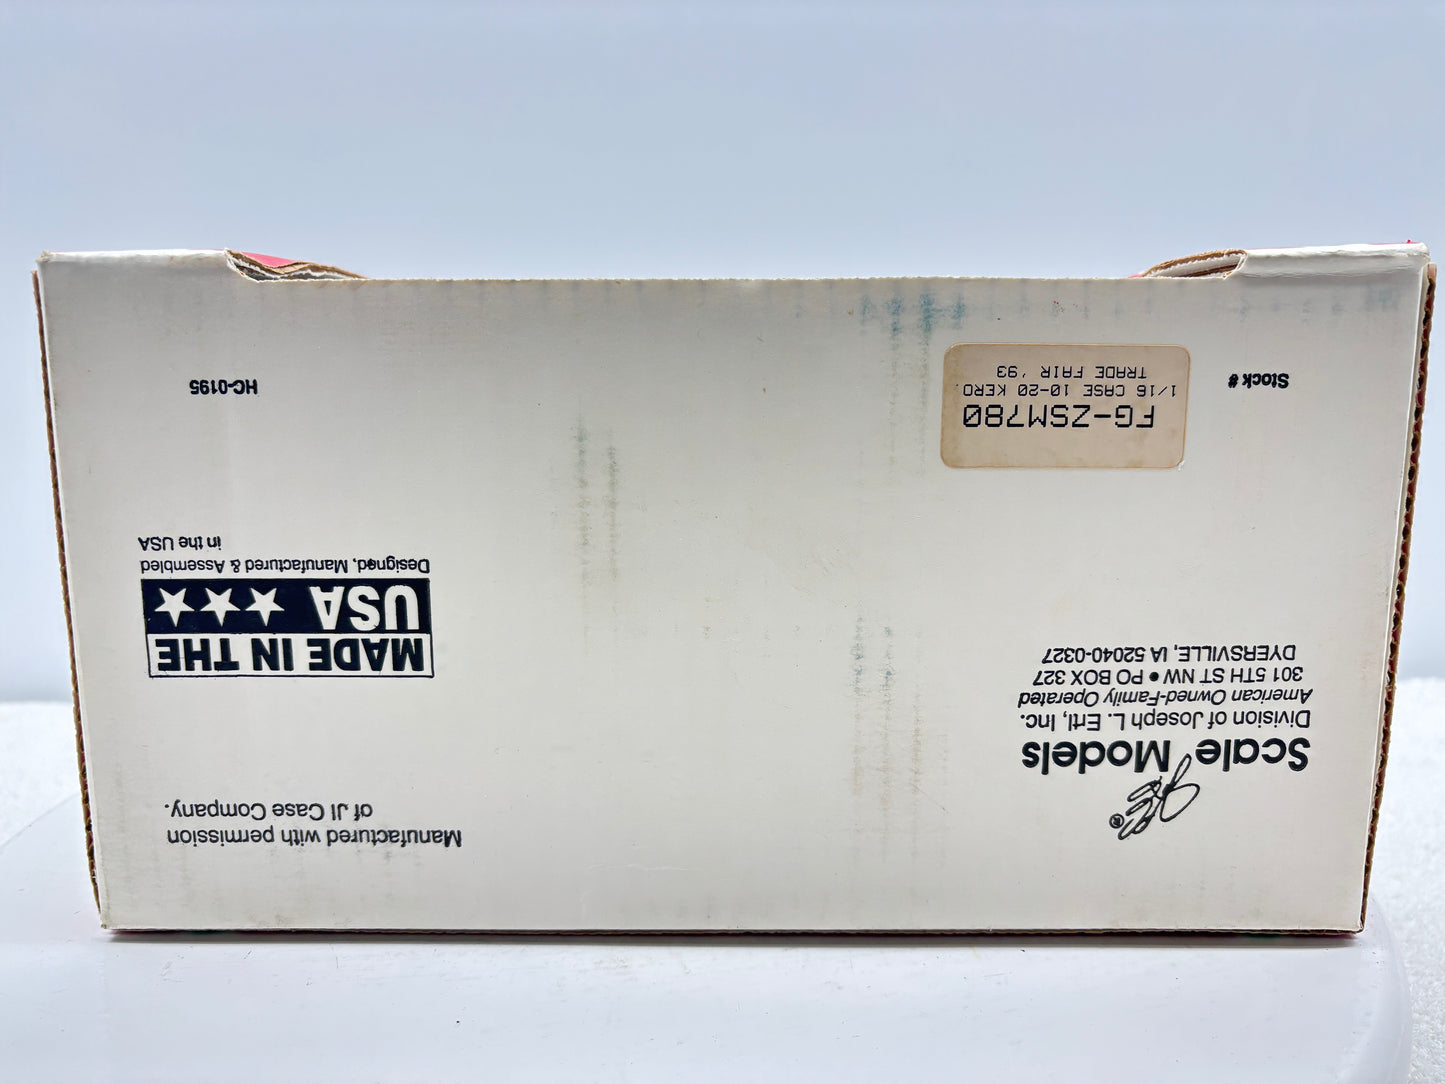 Manufactured with permission
of JI Case Company.
MADE IN THE
USA ★★★
Designed, Manufactured & Assembled
in the USA
HC-0195
JLE®
Scale Models
Division of Joseph L. Ertl, Inc.
American Owned-Family Operated
301 5TH ST NW • PO BOX 327
DYERSVILLE, IA 52040-0327
Stock #
FG-ZSM780
1/16 CASE 10-20 KERO.
TRADE FAIR '93